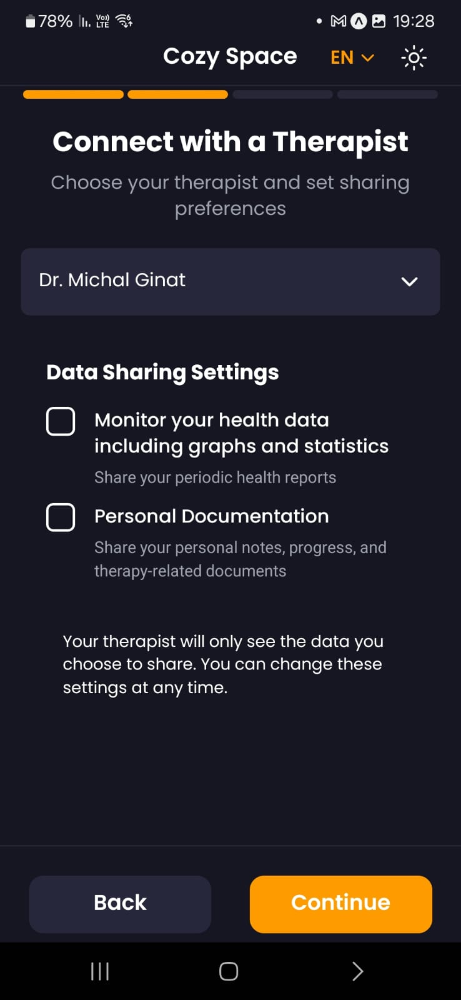 78% Vo)) LTE 6 19:28
Cozy Space EN
Connect with a Therapist
Choose your therapist and set sharing
preferences
Dr. Michal Ginat
Data Sharing Settings
Monitor your health data
including graphs and statistics
Share your periodic health reports
Personal Documentation
Share your personal notes, progress, and
therapy-related documents
Your therapist will only see the data you
choose to share. You can change these
settings at any time.
Back Continue